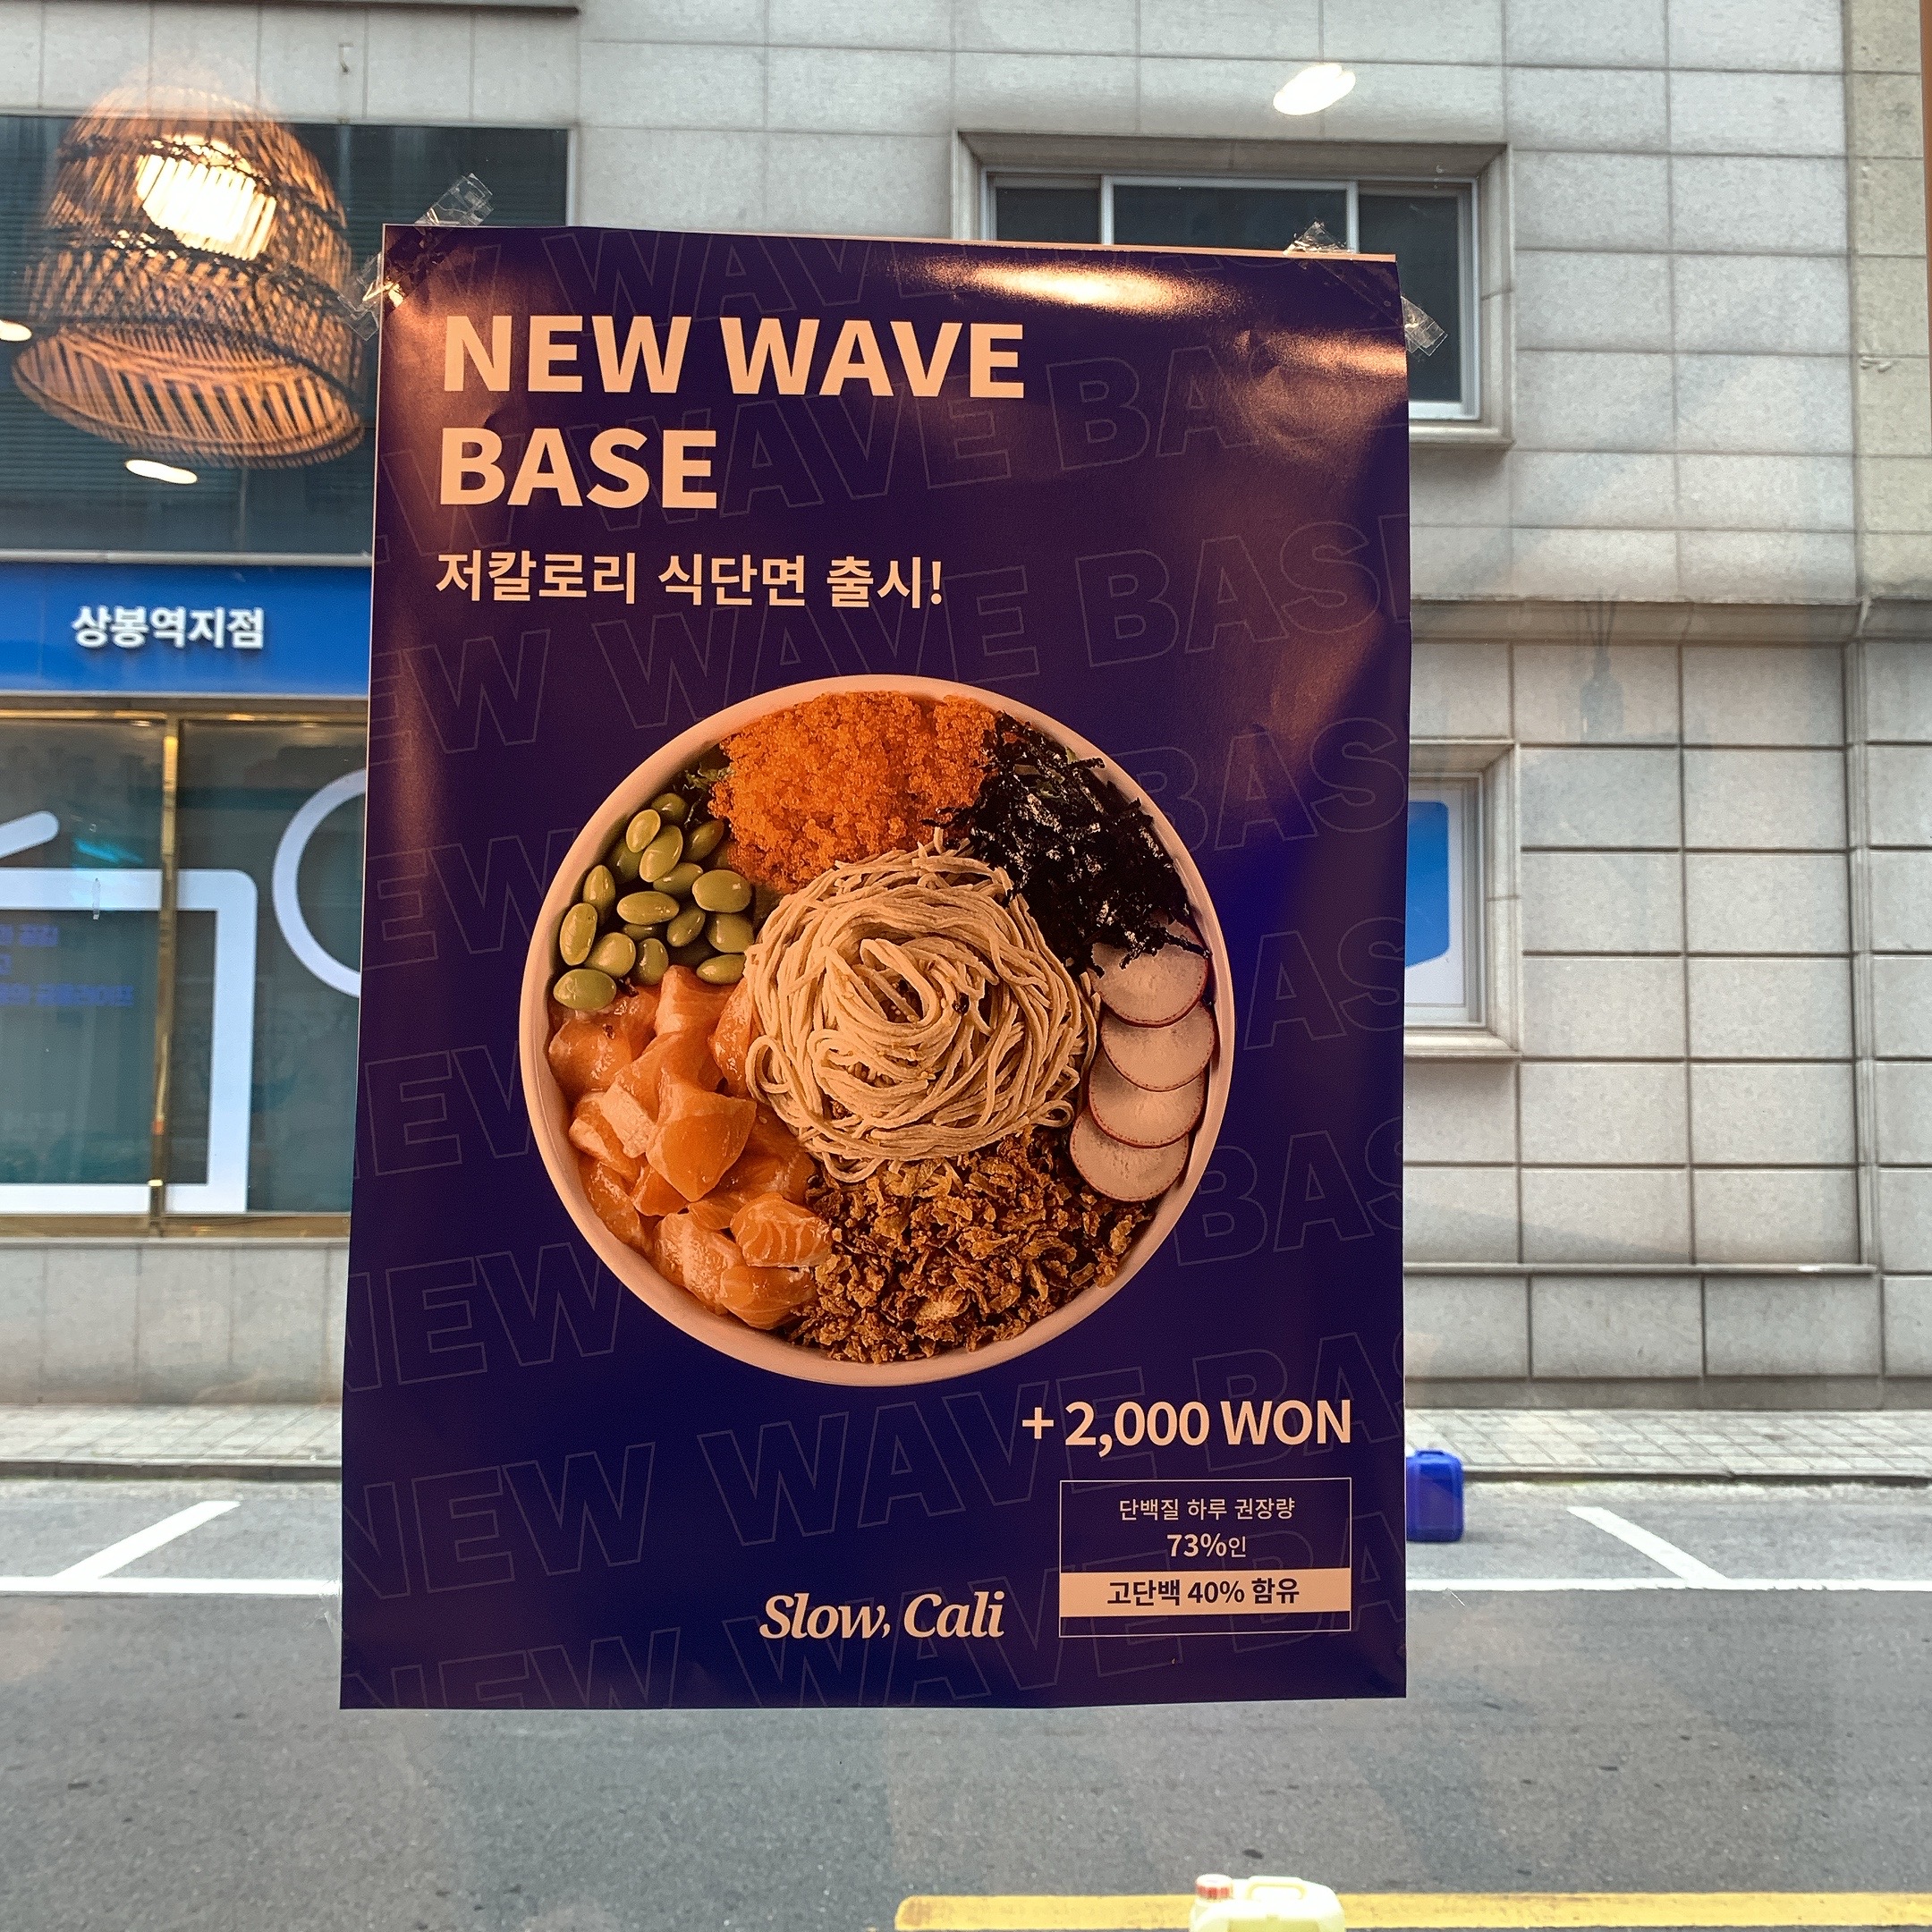 NEW WAVE
BASE
저칼로리 식단면 출시!
상봉역지점
+ 2,000 WON
단백질 하루 권장량
73%인
고단백 40% 함유
Slow, Cali